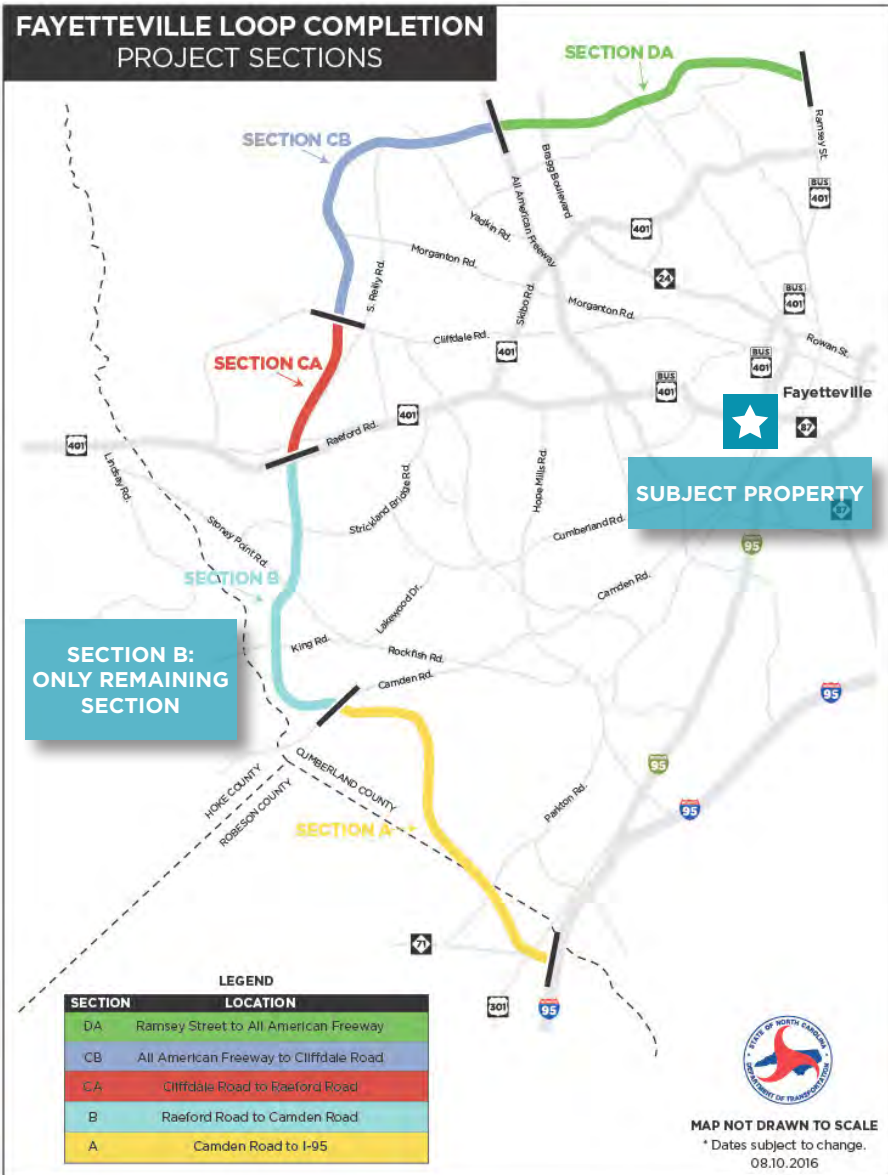 FAYETTEVILLE LOOP COMPLETION
PROJECT SECTIONS
SECTION DA
SECTION CB
Ramsey St.
BUS
401
All American Freeway
Bragg Boulevard
Yadkin Rd.
401
Morganton Rd.
S. Reilly Rd.
24
Skibo Rd.
Morganton Rd.
BUS
401
Cliffdale Rd.
Rowan St.
401
BUS
401
SECTION CA
BUS
401
Fayetteville
401
Raeford Rd.
87
401
Lindsay Rd.
SUBJECT PROPERTY
Hope Mills Rd.
Strickland Bridge Rd.
Stoney Point Rd.
Cumberland Rd.
95
SECTION B
Camden Rd.
Lakewood Dr.
King Rd.
Rockfish Rd.
SECTION B:
ONLY REMAINING
SECTION
Camden Rd.
95
95
HOKE COUNTY
CUMBERLAND COUNTY
ROBESON COUNTY
95
Parkton Rd.
SECTION A
71
301
95
LEGEND
SECTION LOCATION
DA Ramsey Street to All American Freeway
CB All American Freeway to Cliffdale Road
CA Cliffdale Road to Raeford Road
B Raeford Road to Camden Road
A Camden Road to I-95
STATE OF NORTH CAROLINA
DEPARTMENT OF TRANSPORTATION
MAP NOT DRAWN TO SCALE
* Dates subject to change.
08.10.2016